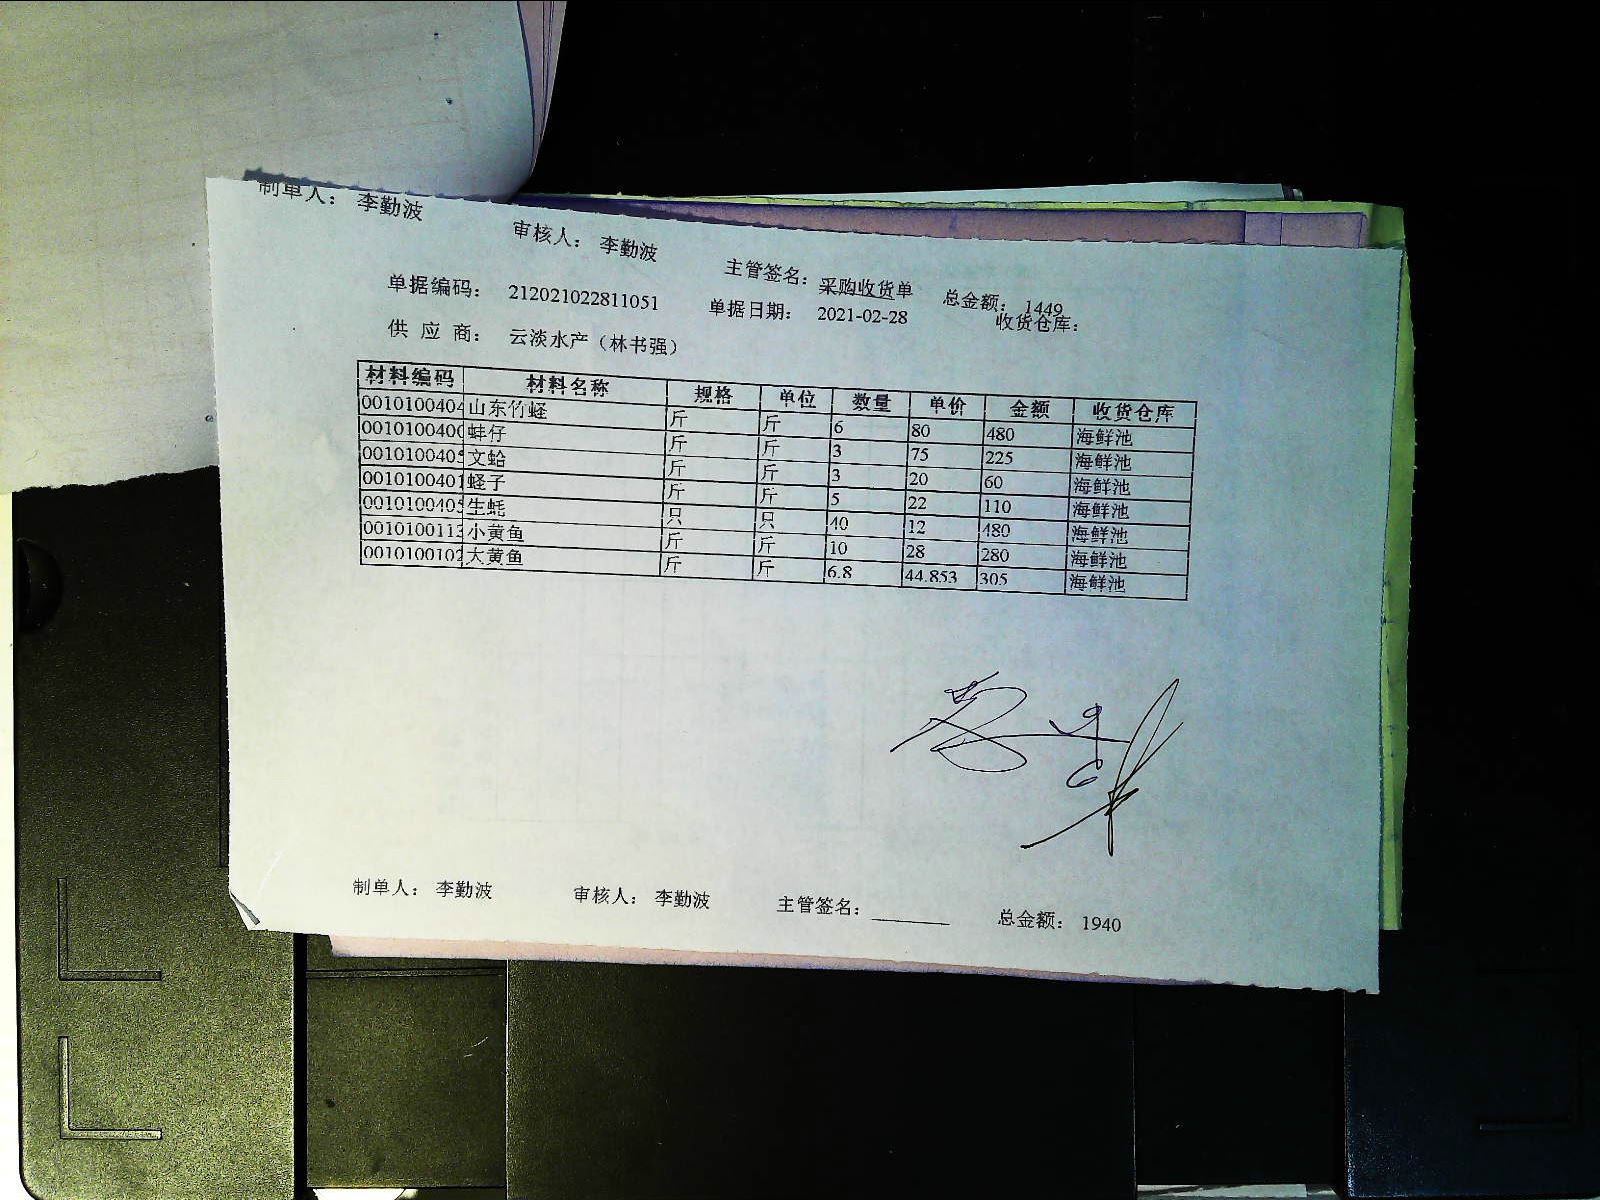 制单人： 李勤波 审核人： 李勤波 主管签名： 总金额： 1449
采购收货单
单据编码： 212021022811051 单据日期： 2021-02-28 收货仓库：
供 应 商： 云淡水产（林书强）
材料编码 材料名称 规格 单位 数量 单价 金额 收货仓库
0010100404 山东竹蛏 斤 斤 6 80 480 海鲜池
0010100400 蚌仔 斤 斤 3 75 225 海鲜池
001010040 文蛤 斤 斤 3 20 60 海鲜池
0010100401 蛏子 斤 斤 5 22 110 海鲜池
001010040 生蚝 只 只 40 12 480 海鲜池
001010011 小黄鱼 斤 斤 10 28 280 海鲜池
001010010 大黄鱼 斤 斤 6.8 44.853 305 海鲜池
制单人： 李勤波 审核人： 李勤波 主管签名： 总金额： 1940